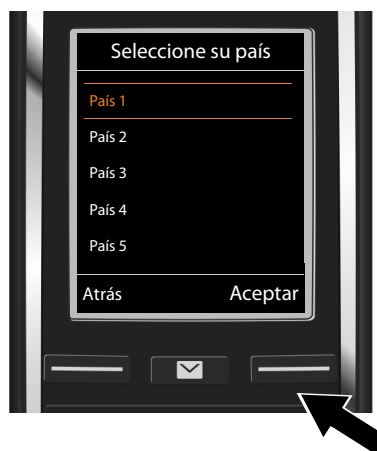 Seleccione su país
País 1
País 2
País 3
País 4
País 5
Atrás Aceptar